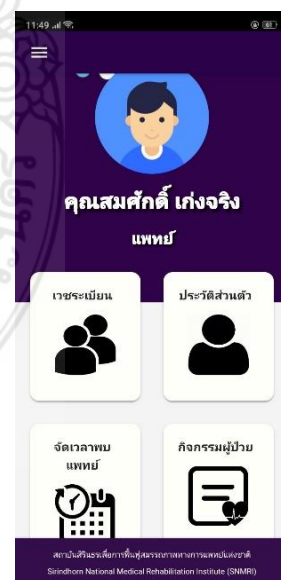 11:49
61
คุณสมศักดิ์ เก่งจริง
แพทย์
เวชระเบียน
ประวัติส่วนตัว
จัดเวลาพบ
แพทย์
กิจกรรมผู้ป่วย
สถาบันสิรินธรเพื่อการฟื้นฟูสมรรถภาพทางการแพทย์แห่งชาติ
Sirindhorn National Medical Rehabilitation Institute (SNMRI)